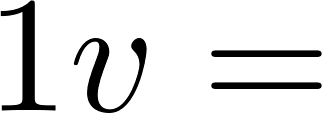 1v =